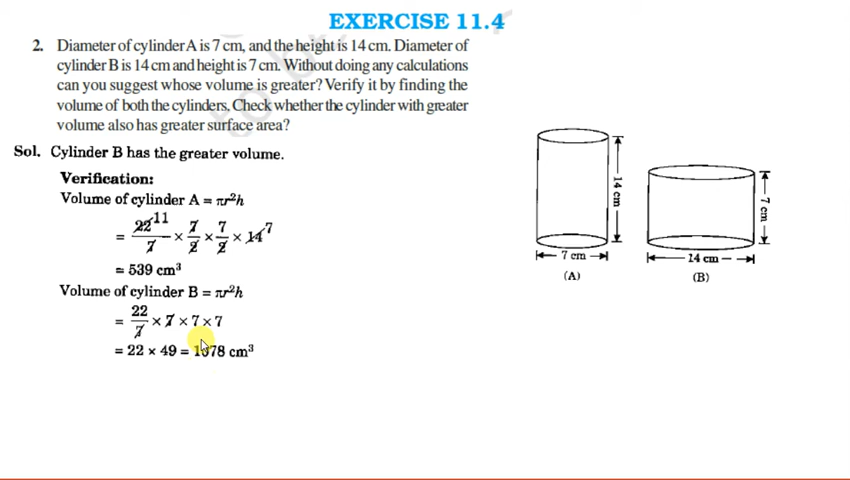 EXERCISE 11.4
2. Diameter of cylinder A is 7 cm, and the height is 14 cm. Diameter of
cylinder B is 14 cm and height is 7 cm. Without doing any calculations
can you suggest whose volume is greater? Verify it by finding the
volume of both the cylinders. Check whether the cylinder with greater
volume also has greater surface area?
Sol. Cylinder B has the greater volume.
Verification:
Volume of cylinder A = πr²h
= 22¹¹/7 × 7/2 × 7/2 × 14⁷
= 539 cm³
Volume of cylinder B = πr²h
= 22/7 × 7 × 7 × 7
= 22 × 49 = 1078 cm³
14 cm
7 cm
(A)
7 cm
14 cm
(B)